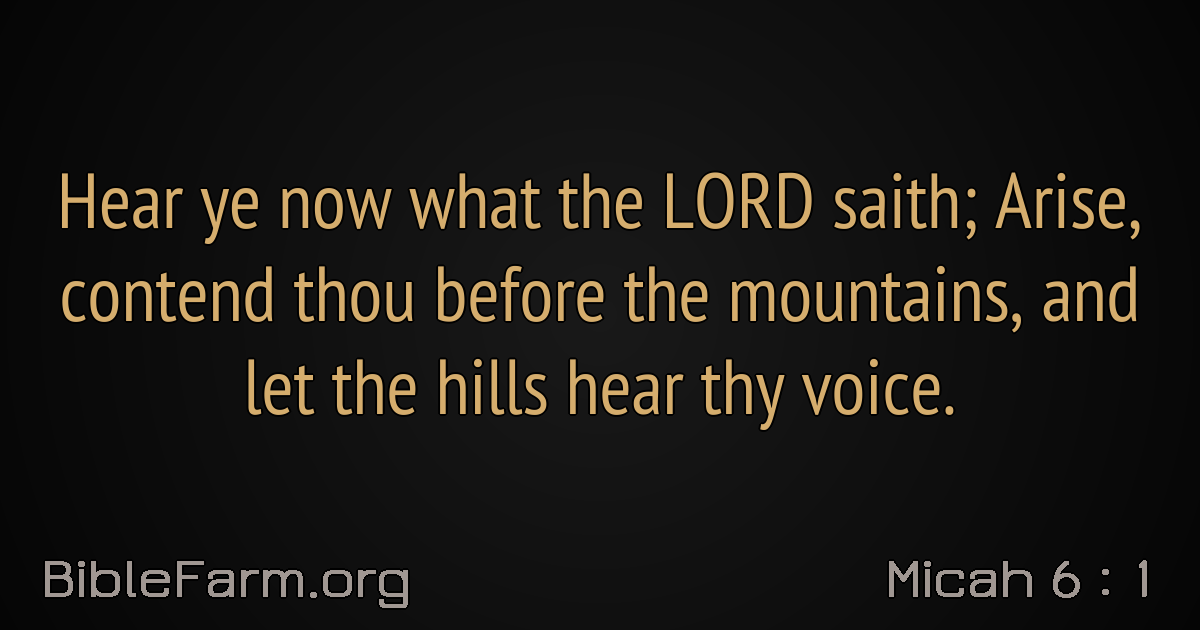 Hear ye now what the LORD saith; Arise,
contend thou before the mountains, and
let the hills hear thy voice.
BibleFarm.org
Micah 6 : 1